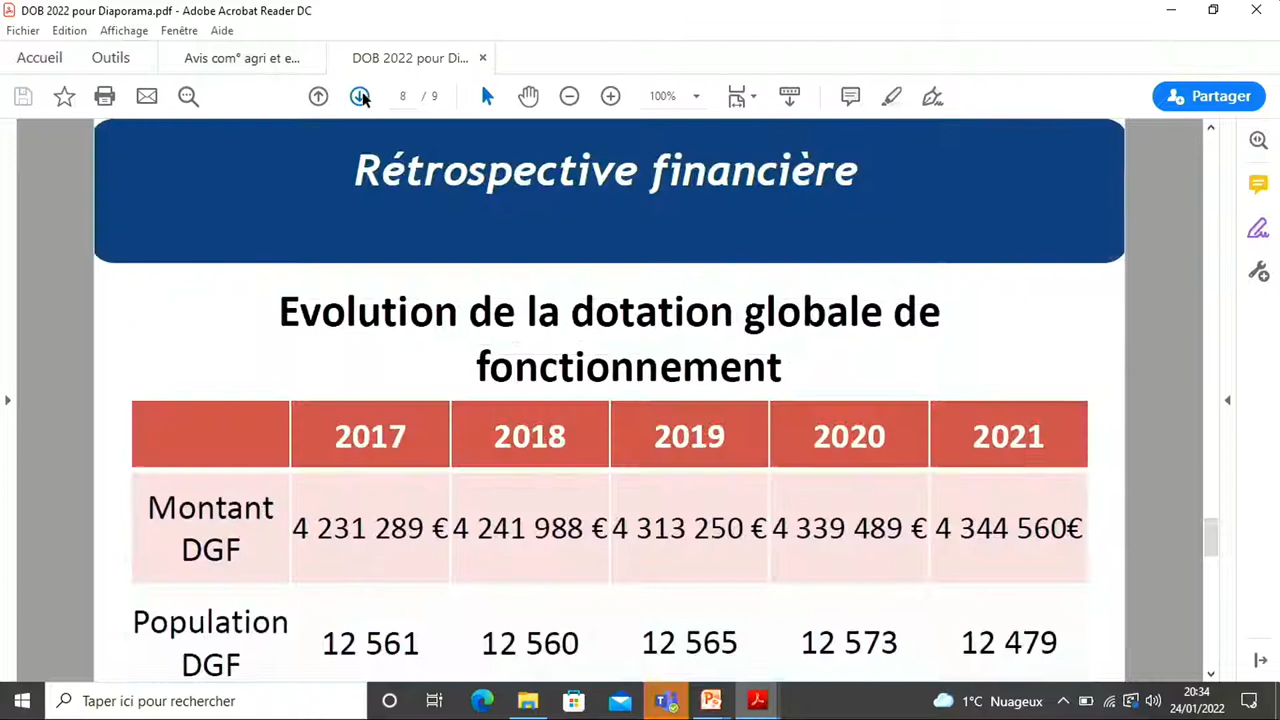 DOB 2022 pour Diaporama.pdf - Adobe Acrobat Reader DC
Fichier Edition Affichage Fenêtre Aide
Accueil Outils Avis com° agri et e... DOB 2022 pour Di... ×
8 / 9 100% Partager
Rétrospective financière
Evolution de la dotation globale de
fonctionnement
2017 2018 2019 2020 2021
Montant
DGF
4 231 289 € 4 241 988 € 4 313 250 € 4 339 489 € 4 344 560€
Population
DGF
12 561 12 560 12 565 12 573 12 479
Taper ici pour rechercher
1°C Nuageux
20:34
24/01/2022